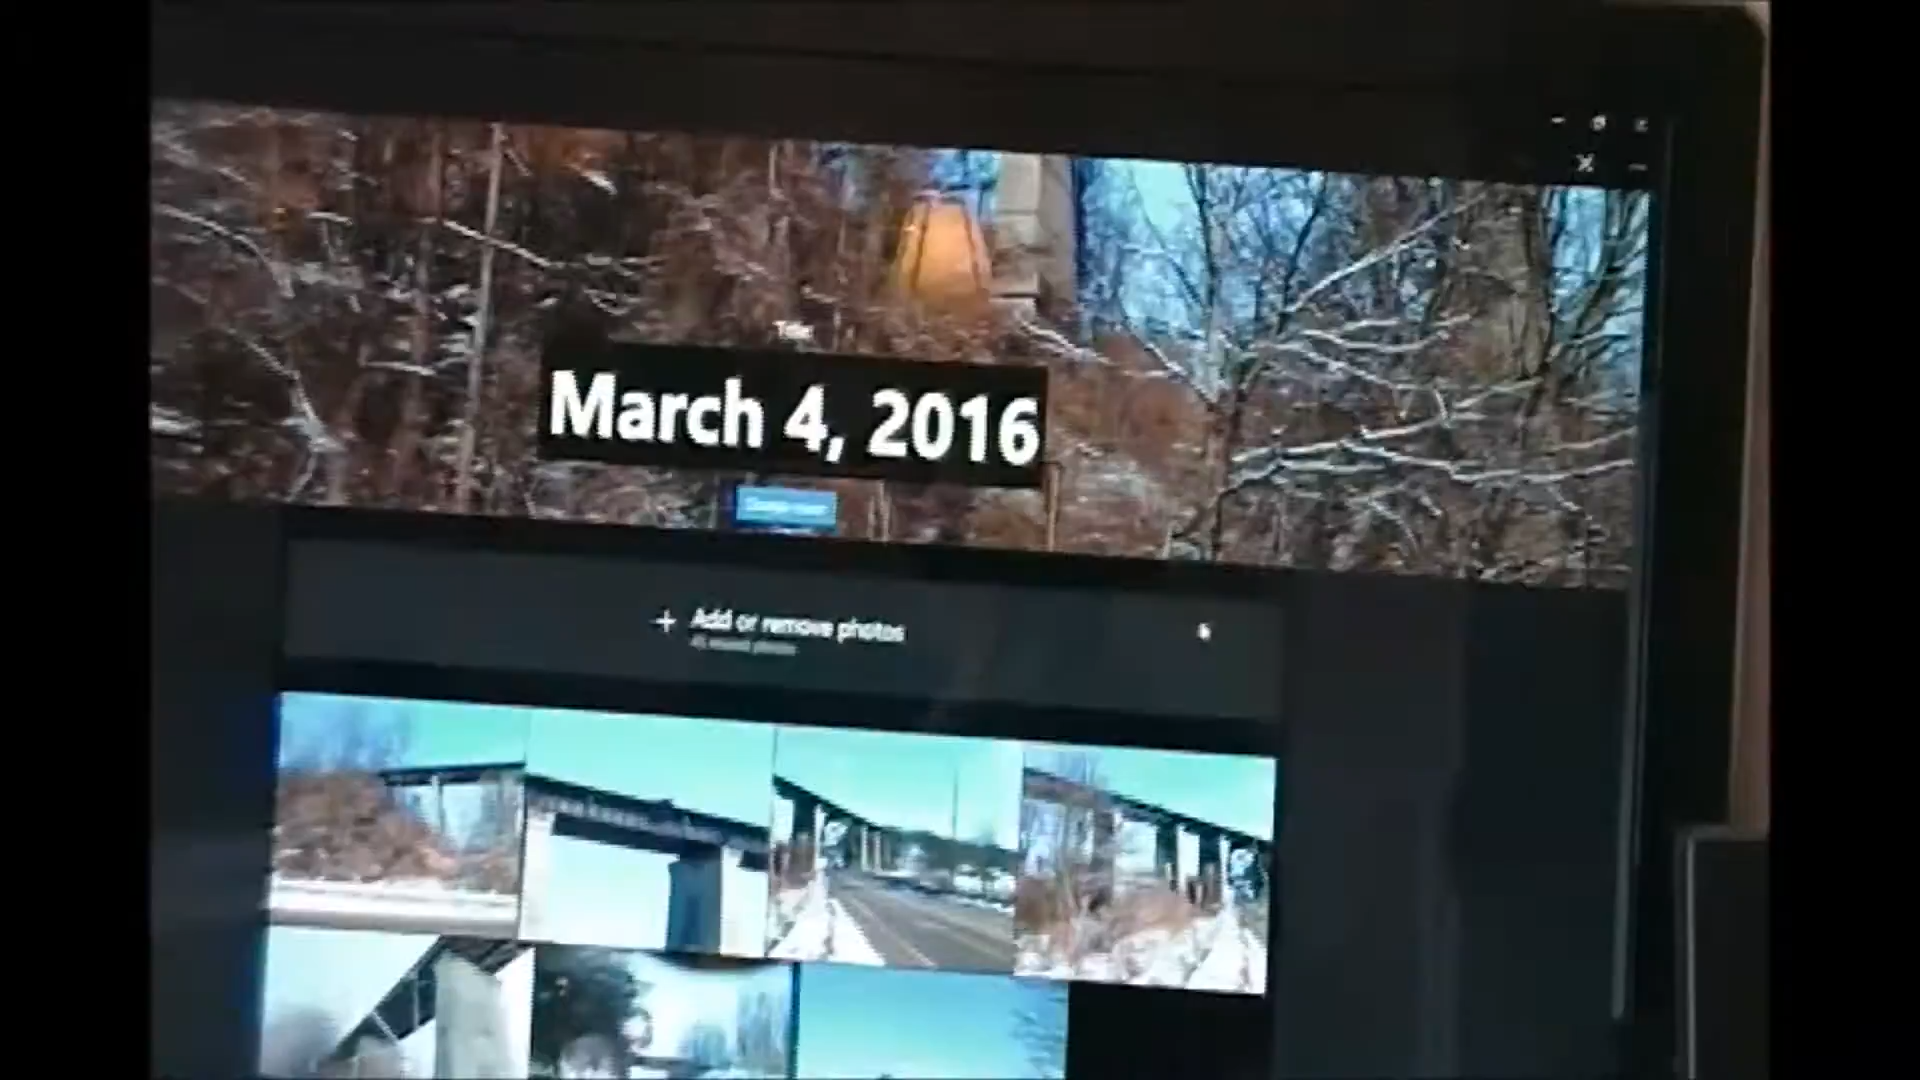 Title
March 4, 2016
Add or remove photos